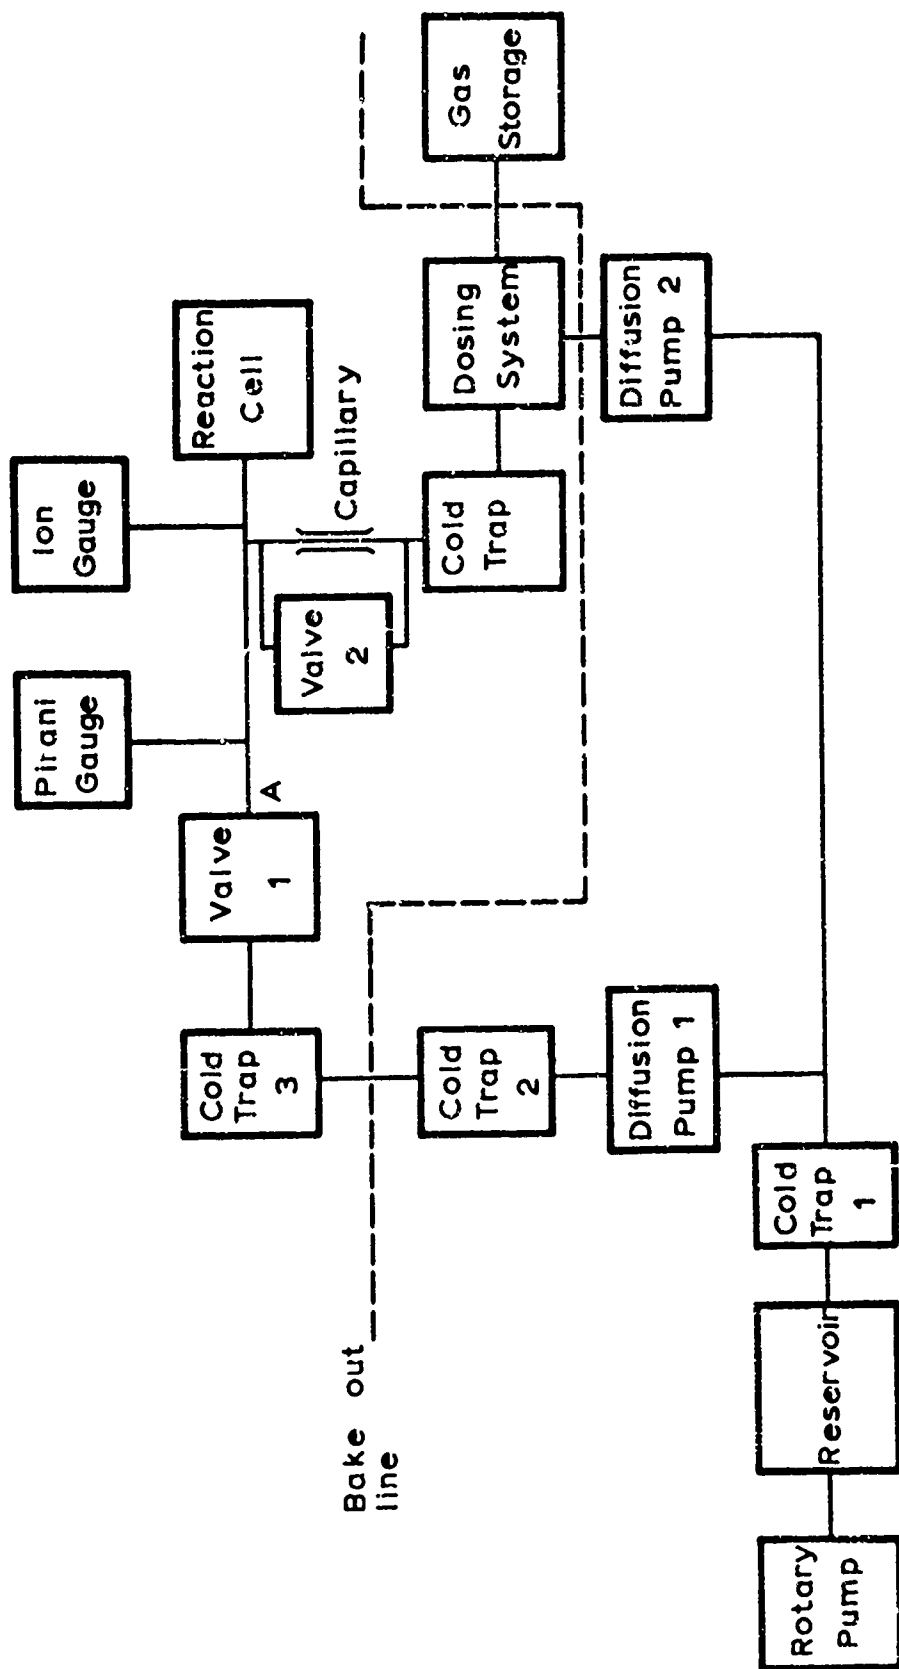 Ion
Gauge
Pirani
Gauge
Reaction
Cell
Valve
1
A
Cold
Trap
3
Valve
2
Capillary
Bake out
line
Cold
Trap
2
Cold
Trap
Dosing
System
Gas
Storage
Diffusion
Pump 1
Diffusion
Pump 2
Rotary
Pump
Reservoir
Cold
Trap
1